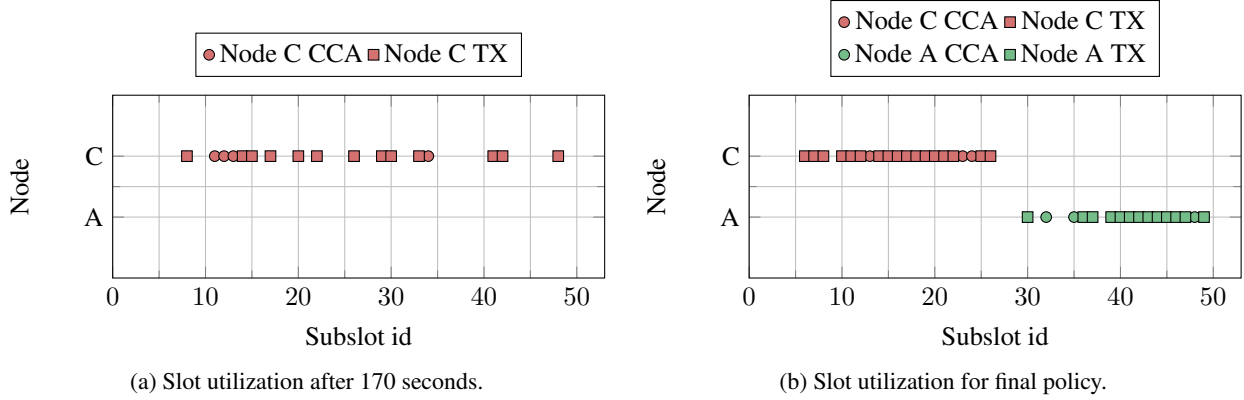 Node C CCA Node C TX
Node
C
A
0 10 20 30 40 50
Subslot id
(a) Slot utilization after 170 seconds.
Node C CCA Node C TX
Node A CCA Node A TX
Node
C
A
0 10 20 30 40 50
Subslot id
(b) Slot utilization for final policy.